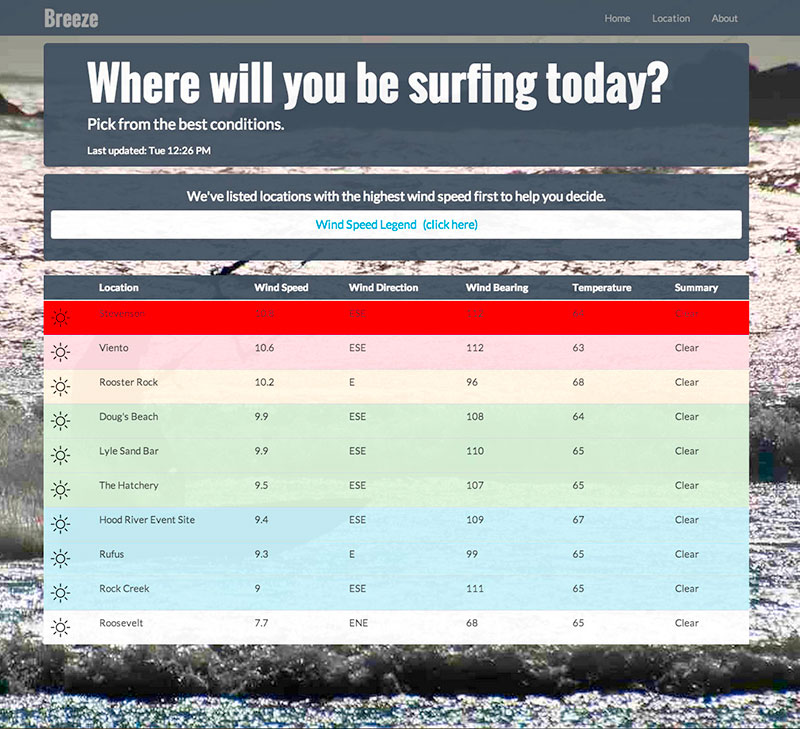 Breeze
Home Location About
Where will you be surfing today?
Pick from the best conditions.
Last updated: Tue 12:26 PM
We've listed locations with the highest wind speed first to help you decide.
Wind Speed Legend (click here)
Location Wind Speed Wind Direction Wind Bearing Temperature Summary
Stevenson ESE Clear
Viento 10.6 ESE 112 63 Clear
Rooster Rock 10.2 E 96 68 Clear
Doug's Beach 9.9 ESE 108 64 Clear
Lyle Sand Bar 9.9 ESE 110 65 Clear
The Hatchery 9.5 ESE 107 65 Clear
Hood River Event Site 9.4 ESE 109 67 Clear
Rufus 9.3 E 99 65 Clear
Rock Creek 9 ESE 111 65 Clear
Roosevelt 7.7 ENE 68 65 Clear